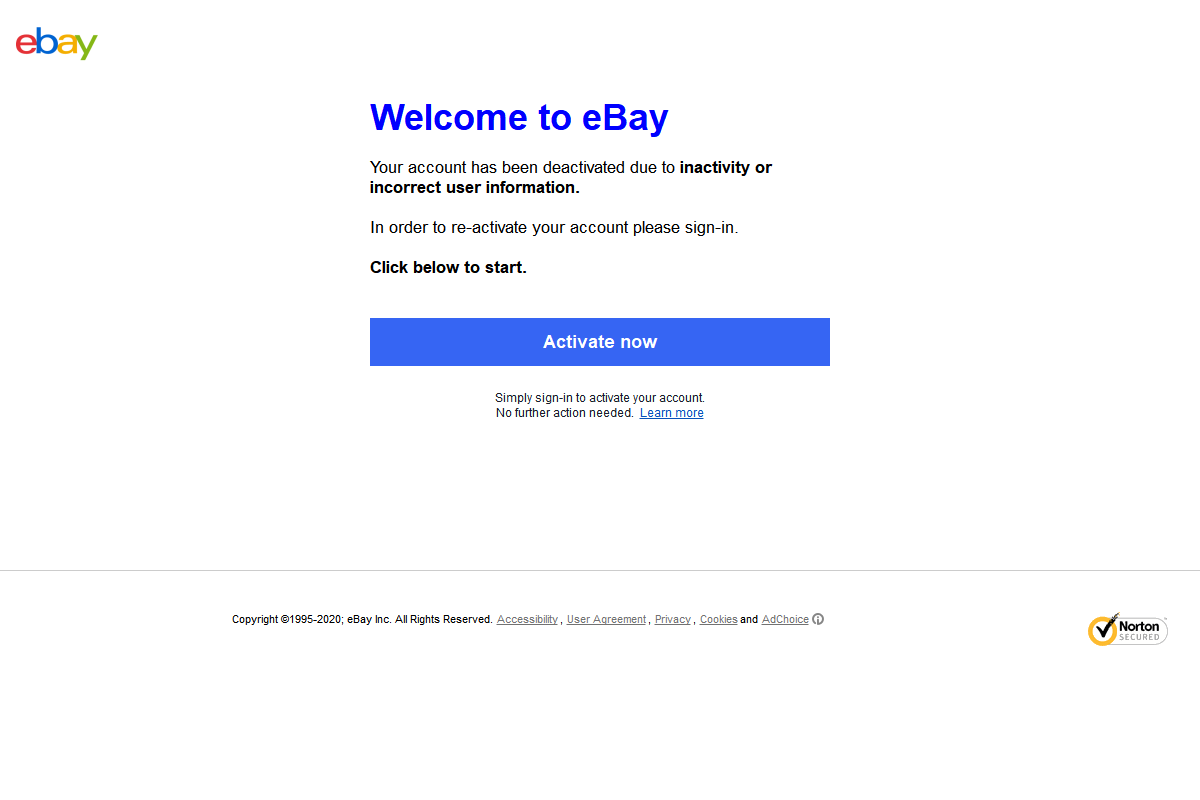 ebay
Welcome to eBay
Your account has been deactivated due to inactivity or
incorrect user information.
In order to re-activate your account please sign-in.
Click below to start.
Activate now
Simply sign-in to activate your account.
No further action needed. Learn more
Copyright ©1995-2020; eBay Inc. All Rights Reserved. Accessibility , User Agreement , Privacy , Cookies and AdChoice
Norton
SECURED